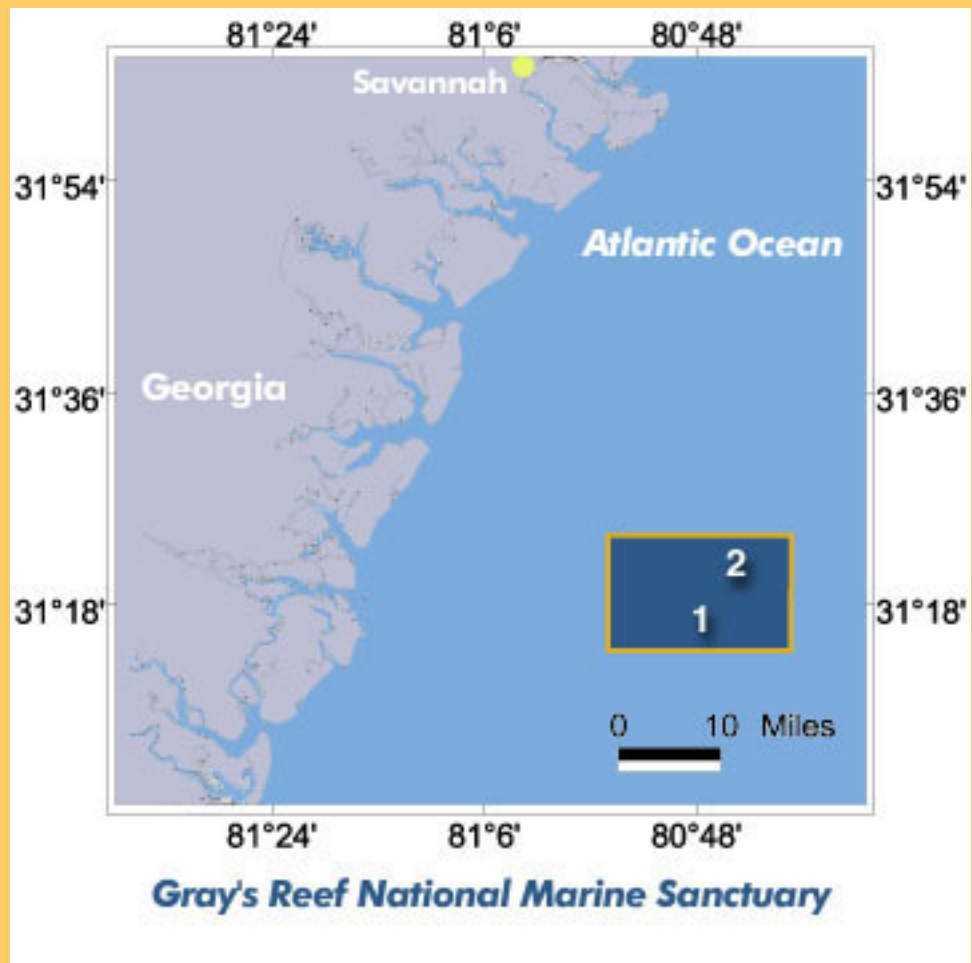 81°24' 81°6' 80°48'
Savannah
31°54' 31°54'
Atlantic Ocean
Georgia
31°36' 31°36'
2
31°18' 1 31°18'
0 10 Miles
81°24' 81°6' 80°48'
Gray's Reef National Marine Sanctuary